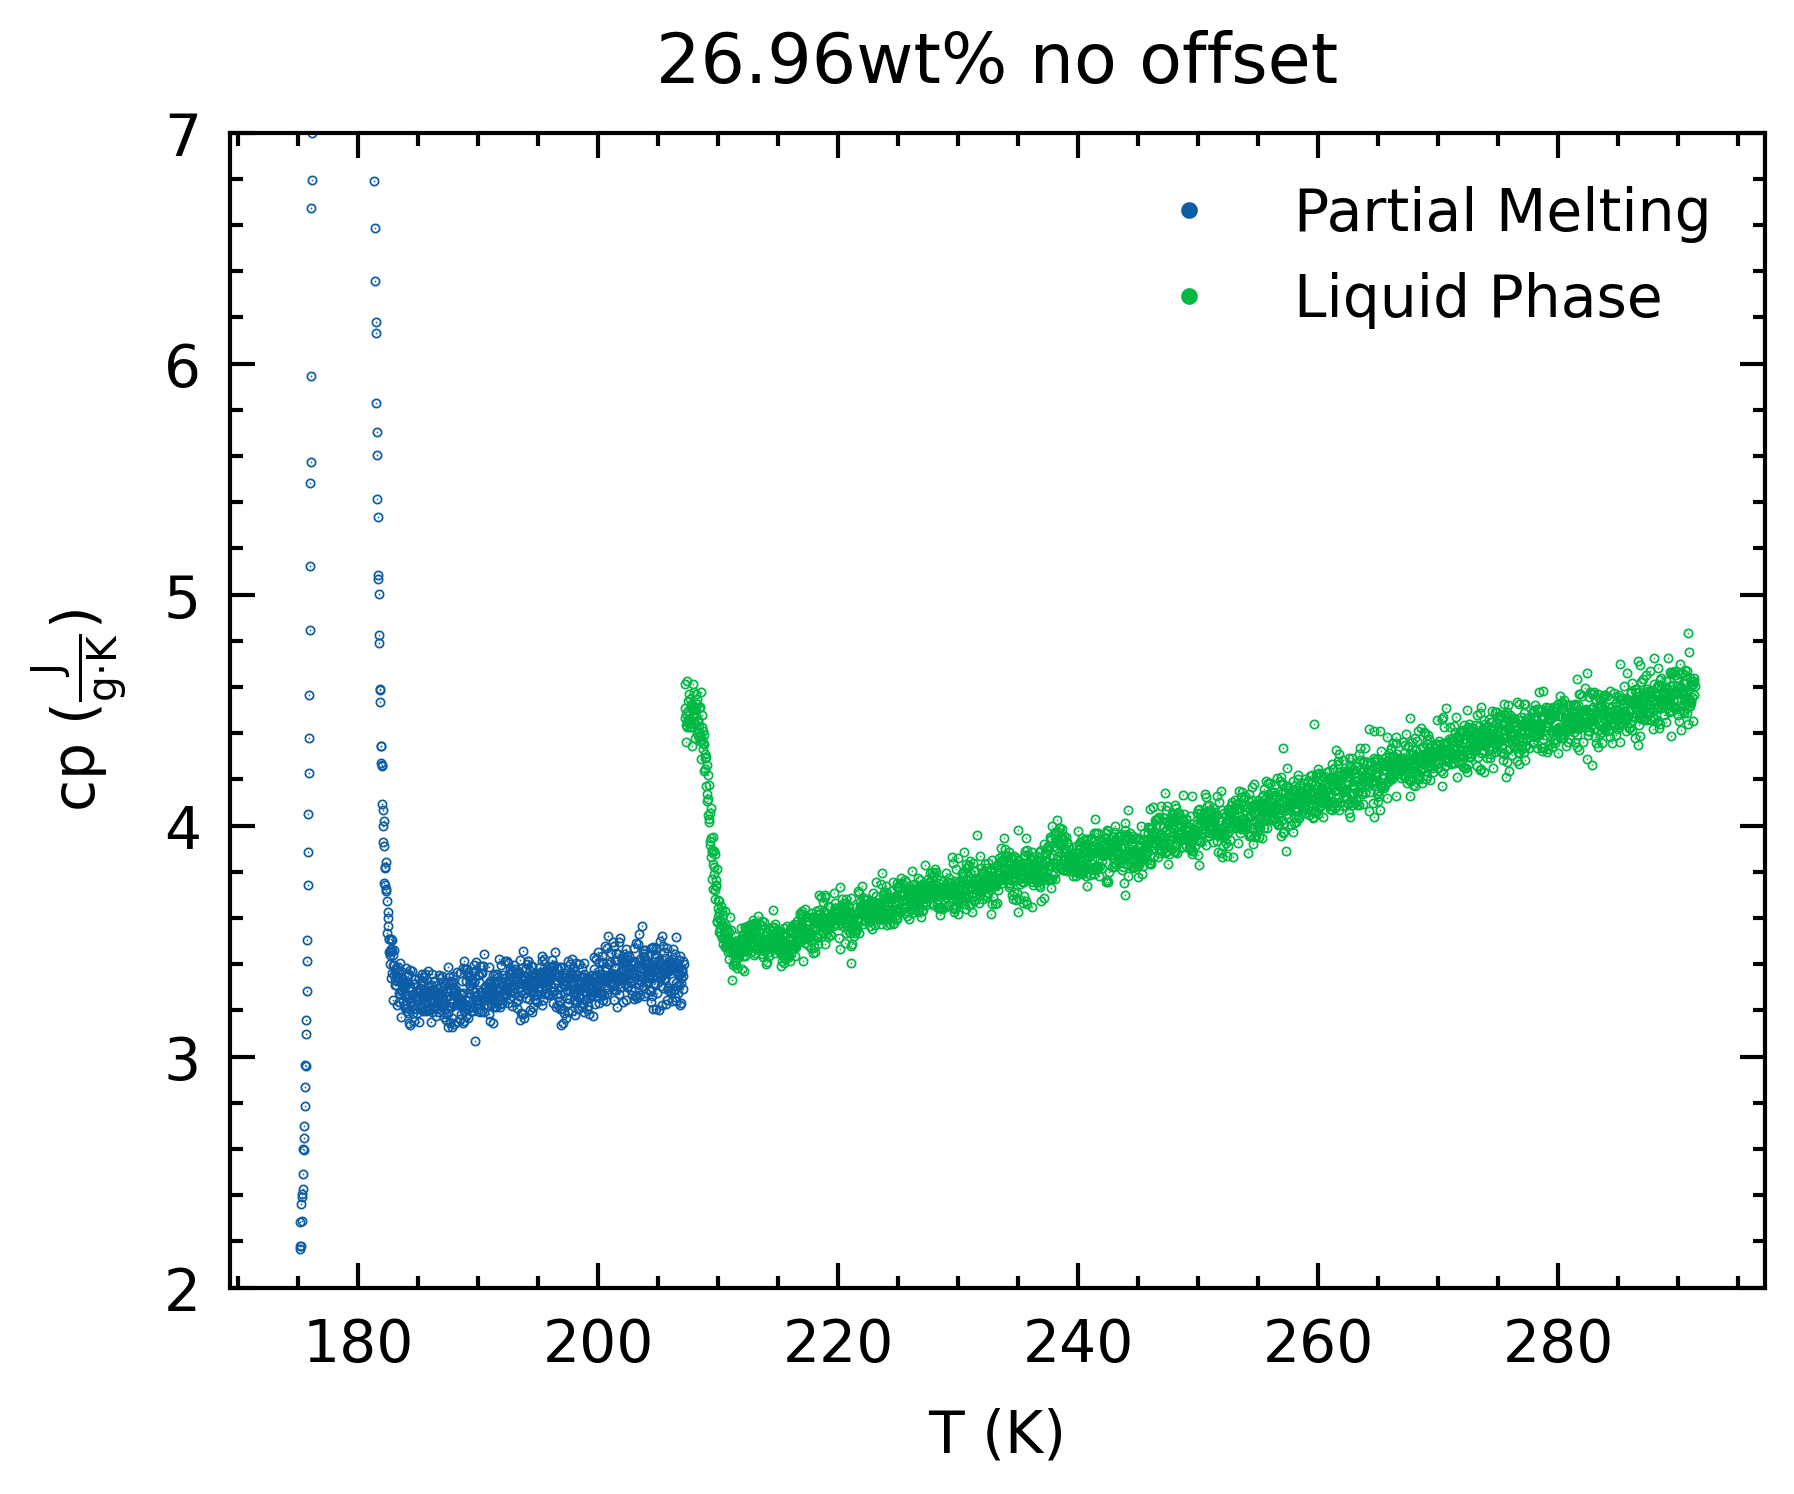 26.96wt% no offset
7
6
5
4
3
2
cp (J/g·K)
Partial Melting
Liquid Phase
180 200 220 240 260 280
T (K)